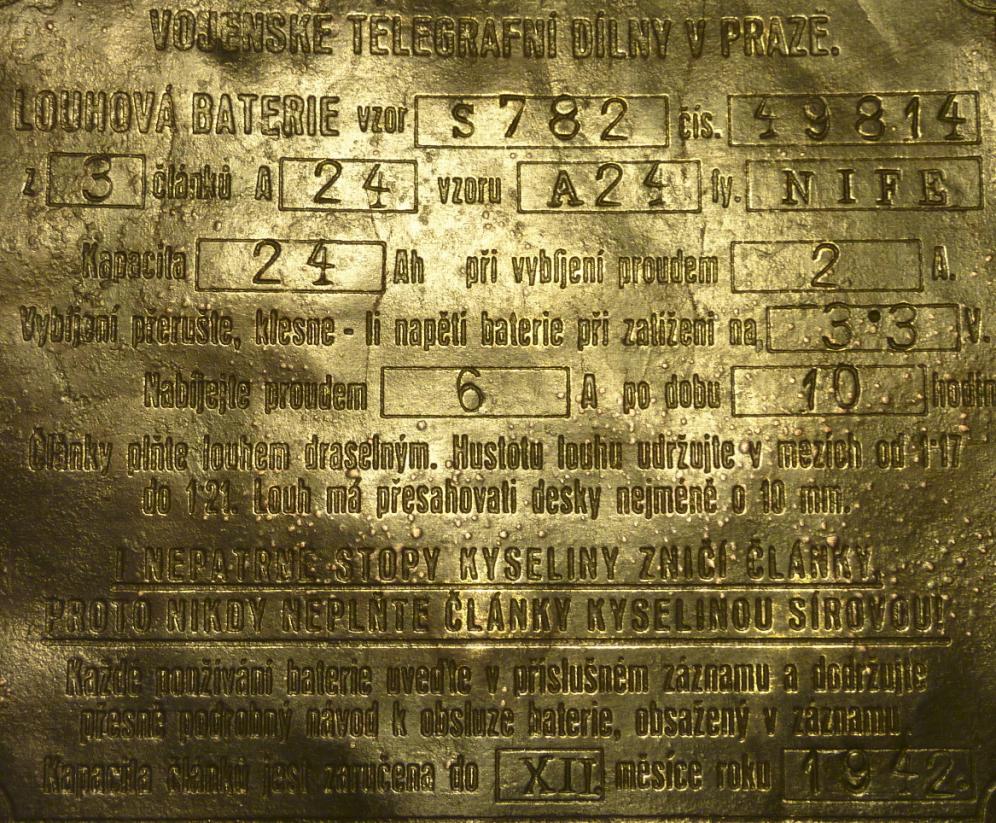 VOJENSKÉ TELEGRAFNÍ DÍLNY V PRAZE.
LOUHOVÁ BATERIE vzor S 782 čís. 49814
z 3 článků A 24 vzoru A24 fy. NIFE
Kapacita 24 Ah při vybíjení proudem 2 A.
Vybíjení přerušte, klesne - li napětí baterie při zatížení na 3·3 V.
Nabíjejte proudem 6 A po dobu 10 hodin
Články plňte louhem draselným. Hustotu louhu udržujte v mezích od 1·17
do 1·21. Louh má přesahovati desky nejméně o 10 mm.
I NEPATRNÉ STOPY KYSELINY ZNIČÍ ČLÁNKY,
PROTO NIKDY NEPLŇTE ČLÁNKY KYSELINOU SÍROVOU!
Každé používání baterie uveďte v příslušném záznamu a dodržujte
přesně podrobný návod k obsluze baterie, obsažený v záznamu.
Kapacita článků jest zaručena do XII. měsíce roku 1942.